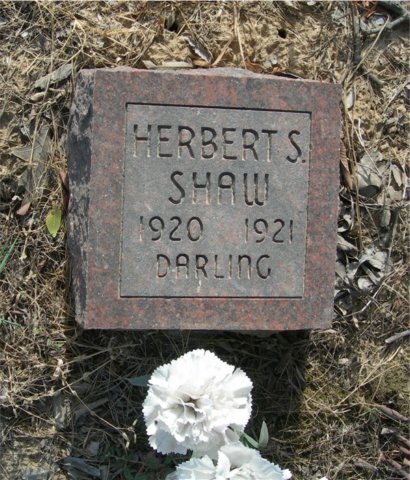 HERBERT S.
SHAW
1920 1921
DARLING